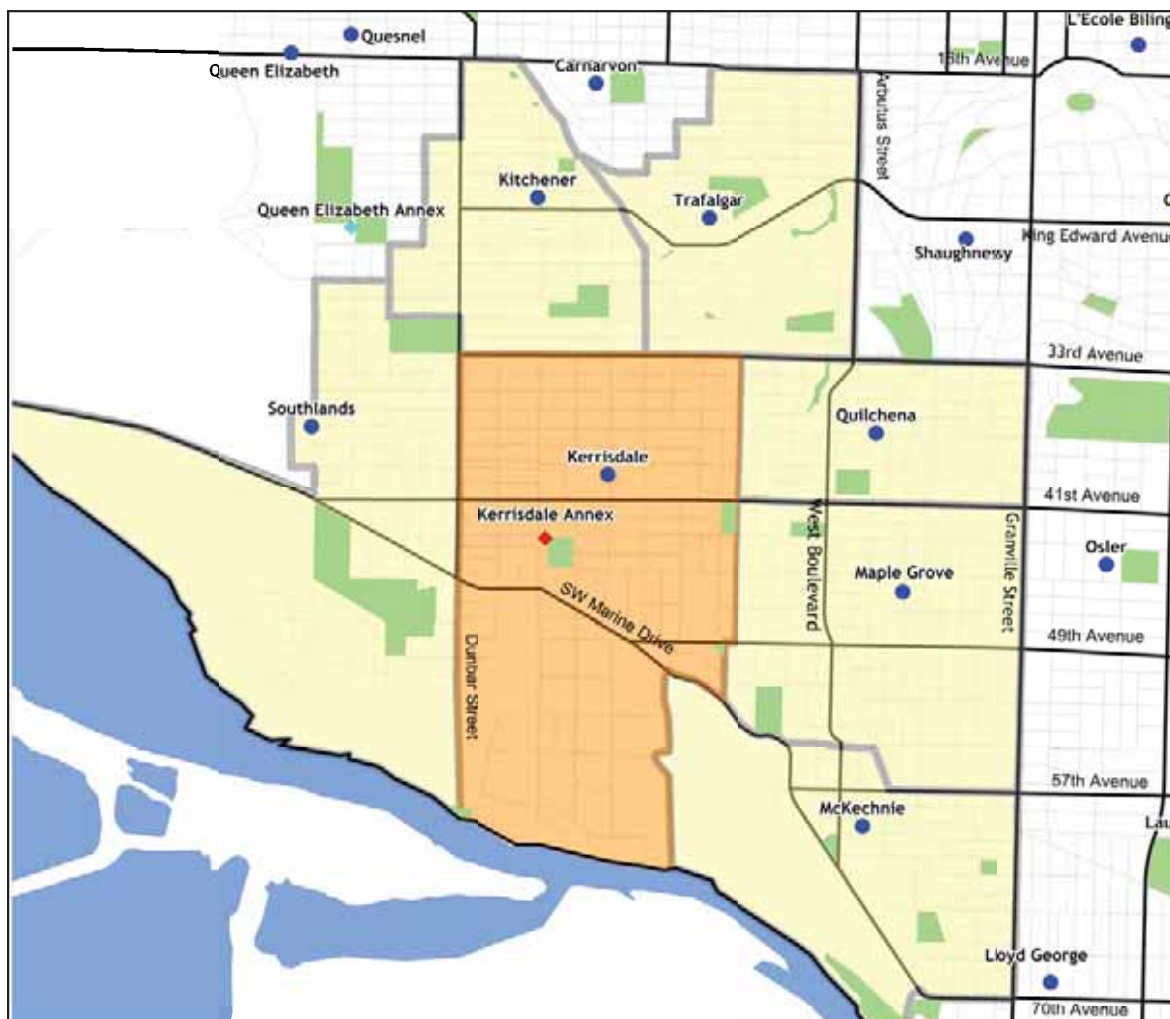 L'Ecole Biling
Quesnel
Queen Elizabeth
Carnarvon
16th Avenue
Arbutus Street
Kitchener
Trafalgar
Queen Elizabeth Annex
King Edward Avenue
Shaughnessy
33rd Avenue
Southlands
Quilchena
Kerrisdale
41st Avenue
Kerrisdale Annex
West Boulevard
Granville Street
Osler
Maple Grove
SW Marine Drive
49th Avenue
Dunbar Street
57th Avenue
McKechnie
Lau
Lloyd George
70th Avenue